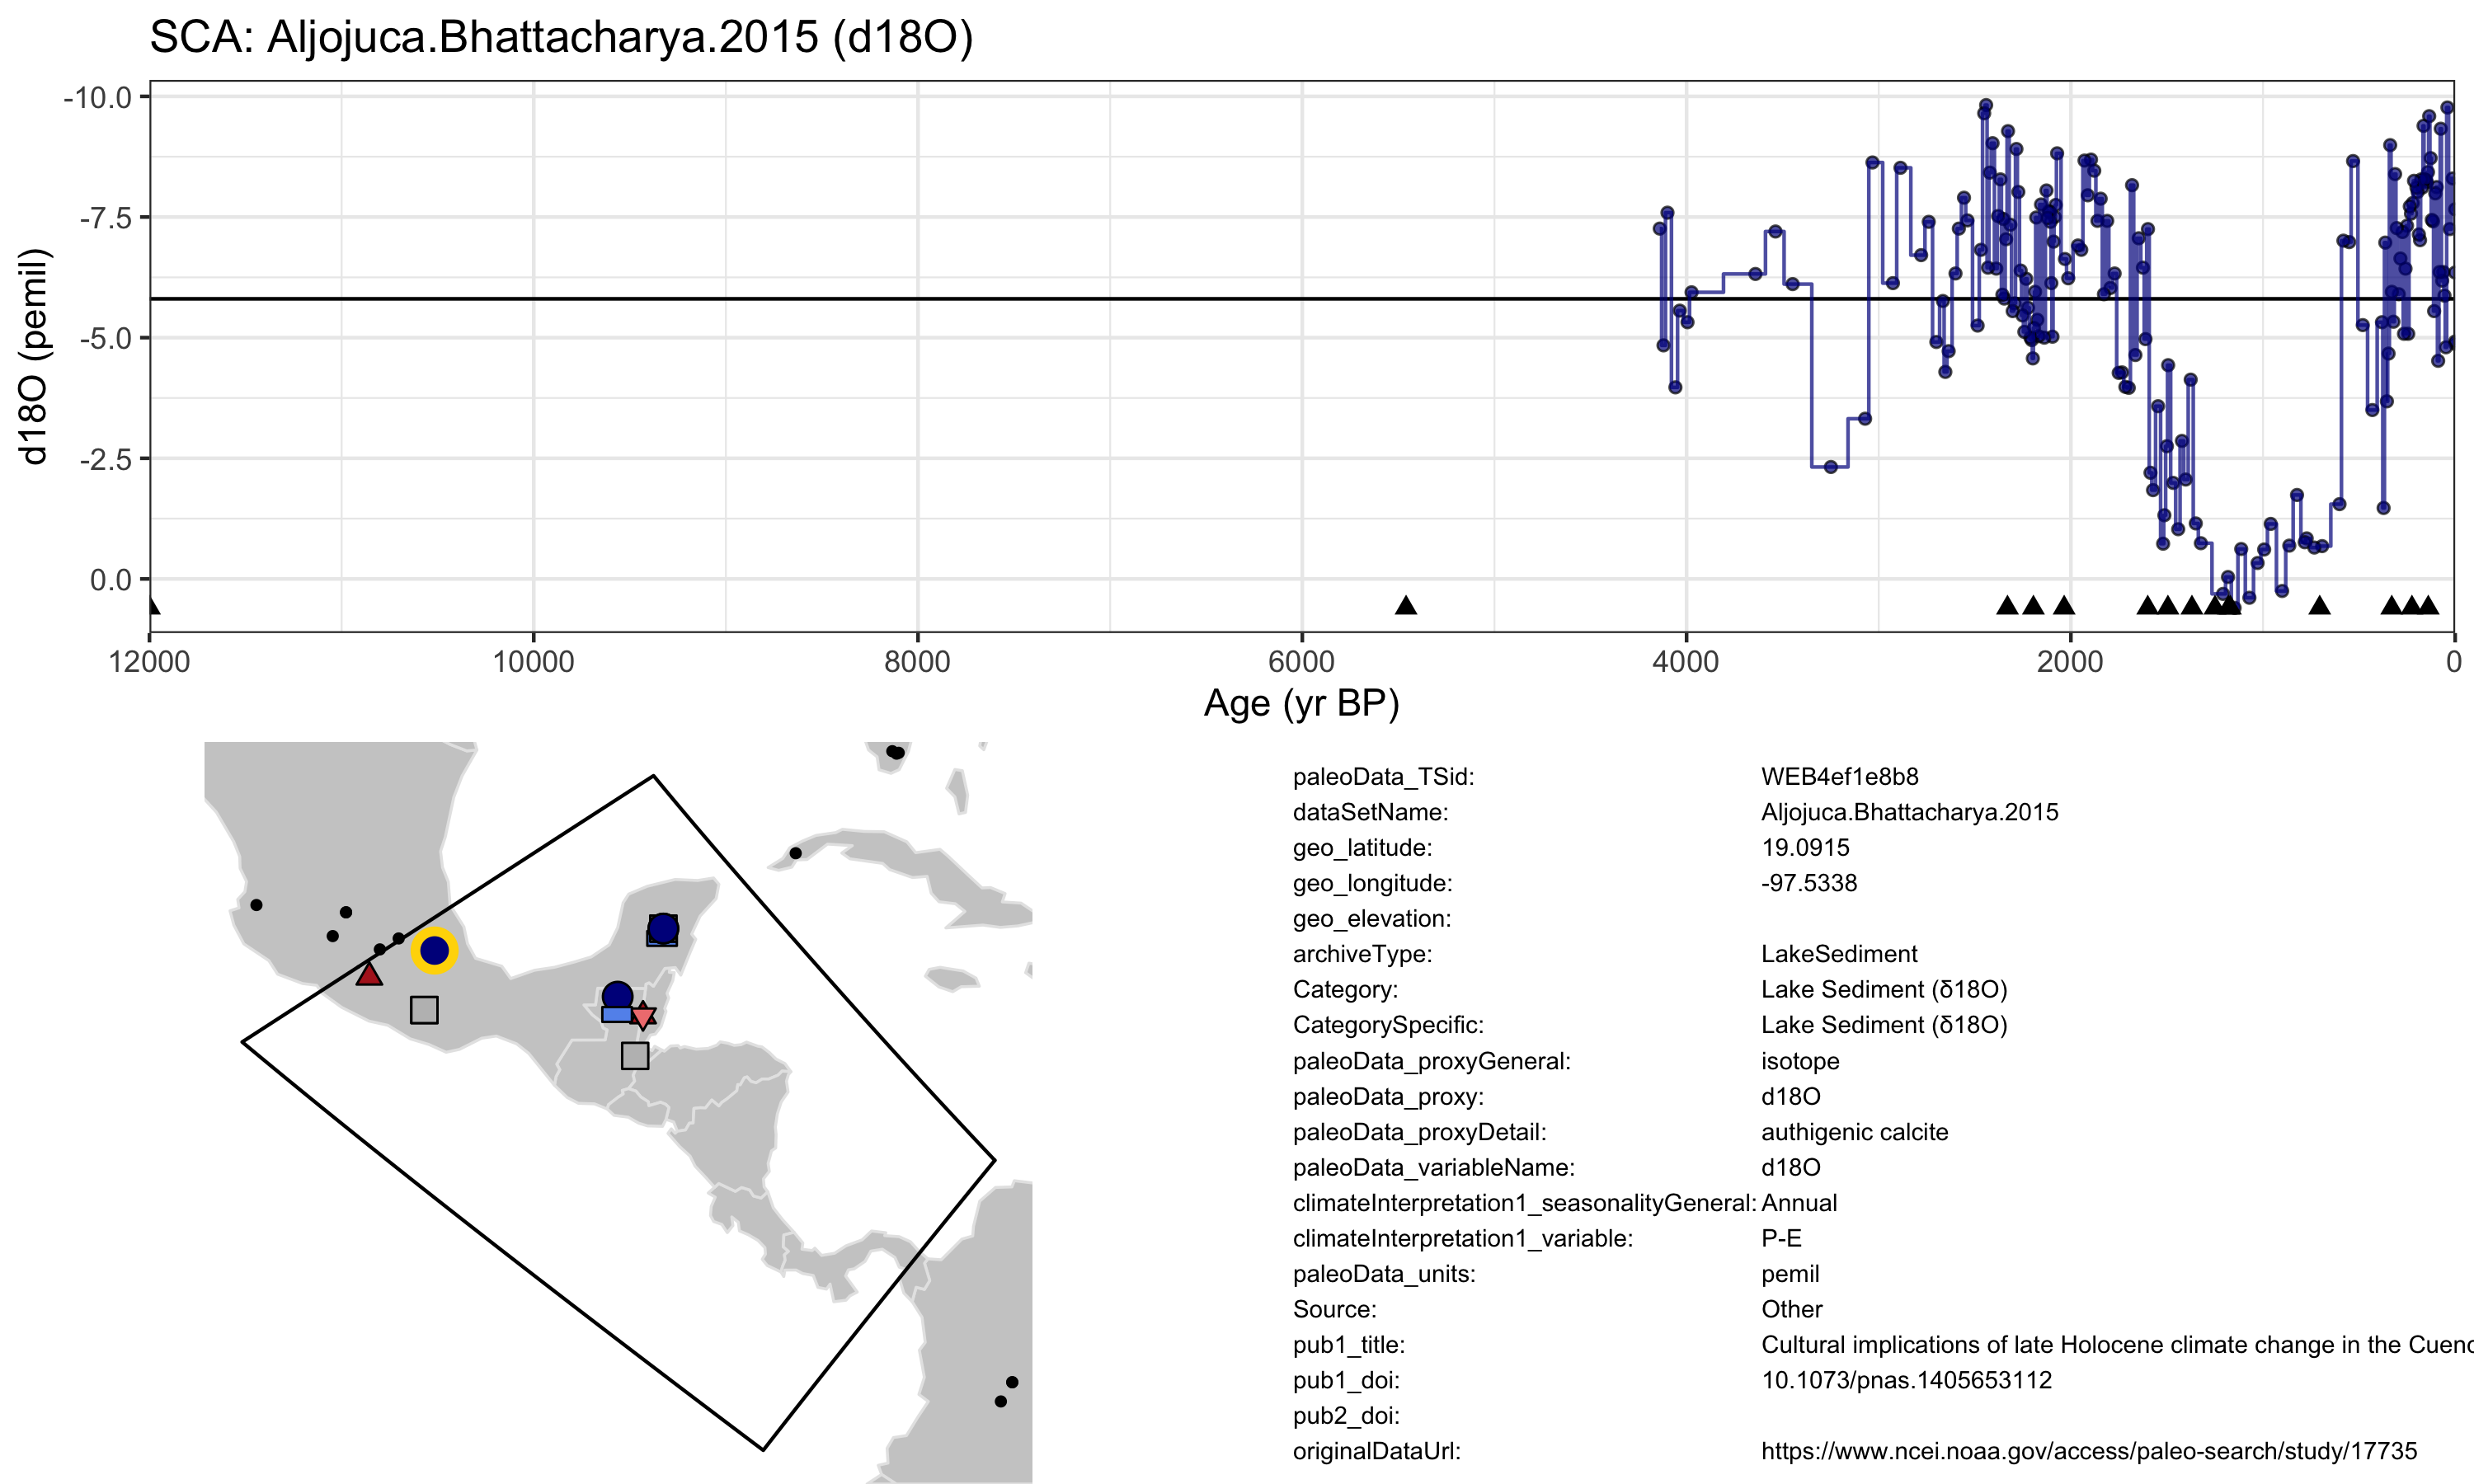 SCA: Aljojuca.Bhattacharya.2015 (d18O)
d18O (pemil)
-10.0
-7.5
-5.0
-2.5
0.0
12000 10000 8000 6000 4000 2000 0
Age (yr BP)
paleoData_TSid: WEB4ef1e8b8
dataSetName: Aljojuca.Bhattacharya.2015
geo_latitude: 19.0915
geo_longitude: -97.5338
geo_elevation:
archiveType: LakeSediment
Category: Lake Sediment (δ18O)
CategorySpecific: Lake Sediment (δ18O)
paleoData_proxyGeneral: isotope
paleoData_proxy: d18O
paleoData_proxyDetail: authigenic calcite
paleoData_variableName: d18O
climateInterpretation1_seasonalityGeneral: Annual
climateInterpretation1_variable: P-E
paleoData_units: pemil
Source: Other
pub1_title: Cultural implications of late Holocene climate change in the Cuenc
pub1_doi: 10.1073/pnas.1405653112
pub2_doi:
originalDataUrl: https://www.ncei.noaa.gov/access/paleo-search/study/17735